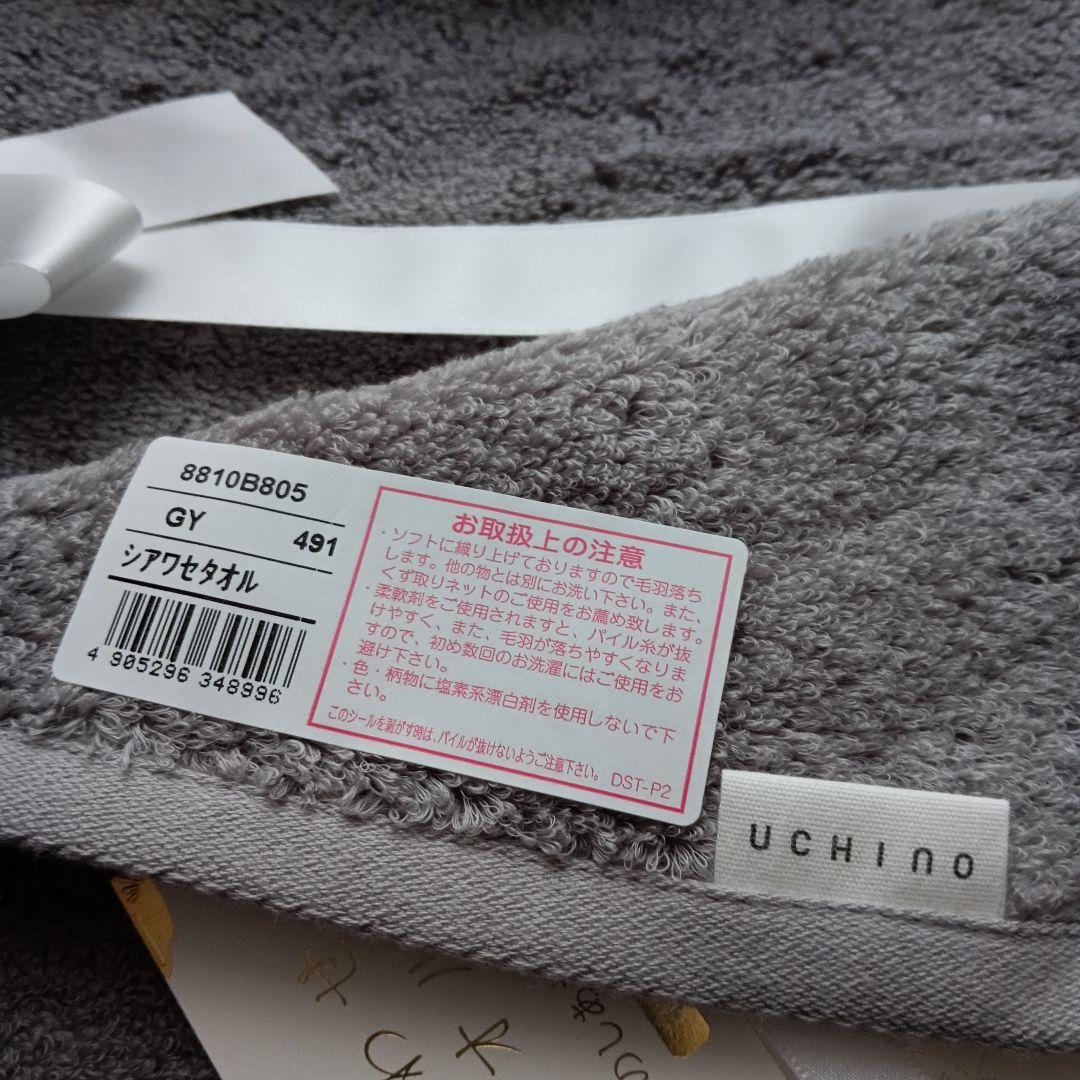 8810B805
GY 491
シアワセタオル
4 905296 348996
お取扱上の注意
・ソフトに織り上げておりますので毛羽落ち
します。他の物とは別にお洗い下さい。また、
くず取りネットのご使用をお薦め致します。
・柔軟剤をご使用されますと、パイル糸が抜
けやすく、また、毛羽が落ちやすくなりま
すので、初め数回のお洗濯にはご使用をお
避け下さい。
・色・柄物に塩素系漂白剤を使用しないで下
さい。
このシールを剥がす時は、パイルが抜けないようご注意下さい。 DST-P2
UCHINO